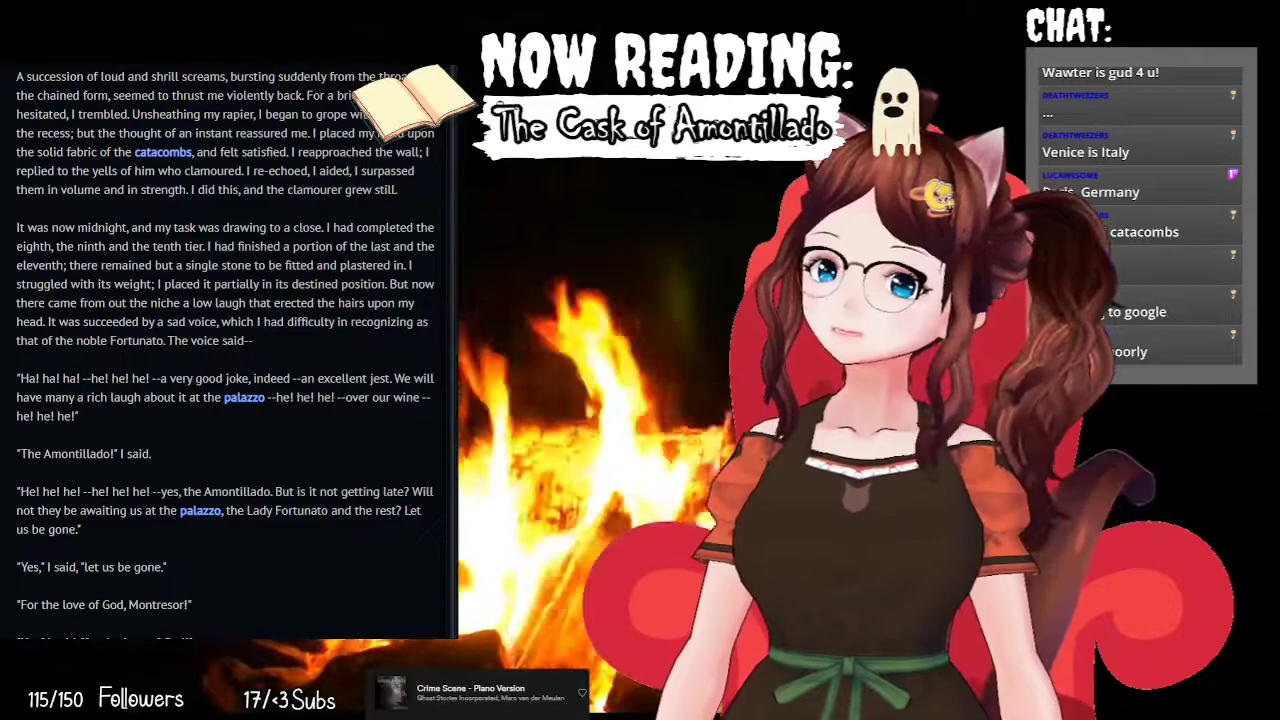 NOW READING:
The Cask of Amontillado
A succession of loud and shrill screams, bursting suddenly from the
the chained form, seemed to thrust me violently back. For a
hesitated, I trembled. Unsheathing my rapier, I began to grope
the recess; but the thought of an instant reassured me. I placed my upon
the solid fabric of the catacombs, and felt satisfied. I reapproached the wall; I
replied to the yells of him who clamoured. I re-echoed, I aided, I surpassed
them in volume and in strength. I did this, and the clamourer grew still.
It was now midnight, and my task was drawing to a close. I had completed the
eighth, the ninth and the tenth tier. I had finished a portion of the last and the
eleventh; there remained but a single stone to be fitted and plastered in. I
struggled with its weight; I placed it partially in its destined position. But now
there came from out the niche a low laugh that erected the hairs upon my
head. It was succeeded by a sad voice, which I had difficulty in recognizing as
that of the noble Fortunato. The voice said--
"Ha! ha! ha! --he! he! he! --a very good joke, indeed --an excellent jest. We will
have many a rich laugh about it at the palazzo --he! he! he! --over our wine --
he! he! he!"
"The Amontillado!" I said.
"He! he! he! --he! he! he! --yes, the Amontillado. But is it not getting late? Will
not they be awaiting us at the palazzo, the Lady Fortunato and the rest? Let
us be gone."
"Yes," I said, "let us be gone."
"For the love of God, Montresor!"
CHAT:
Wawter is gud 4 u!
DEATHTWEEZERS
...
DEATHTWEEZERS
Venice is Italy
LUCAWESOME
Germany
catacombs
to google
115/150 Followers
17/<3 Subs
Crime Scene - Piano Version
Ghost Stories Incorporated, Marc van der Meulen